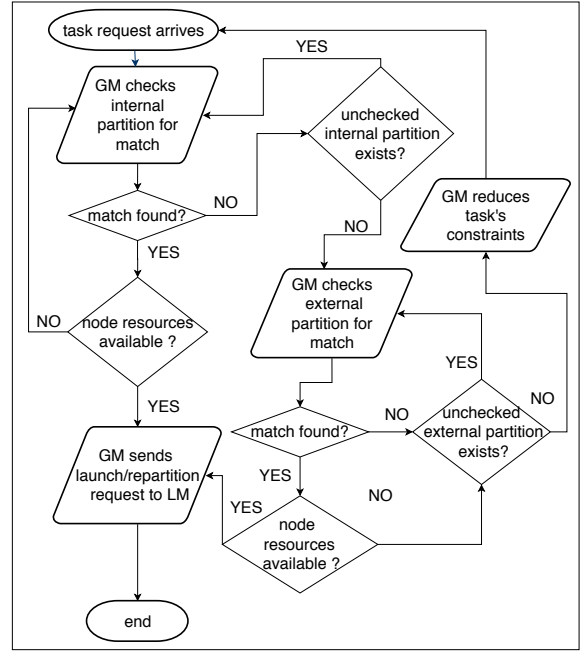 task request arrives
YES
GM checks
internal
partition for
match
unchecked
internal partition
exists?
match found?
NO
GM reduces
task's
constraints
YES
NO
GM checks
external
partition for
match
NO
node resources
available ?
YES
NO
YES
match found?
NO
unchecked
external partition
exists?
GM sends
launch/repartition
request to LM
YES
YES
NO
node
resources
available ?
end